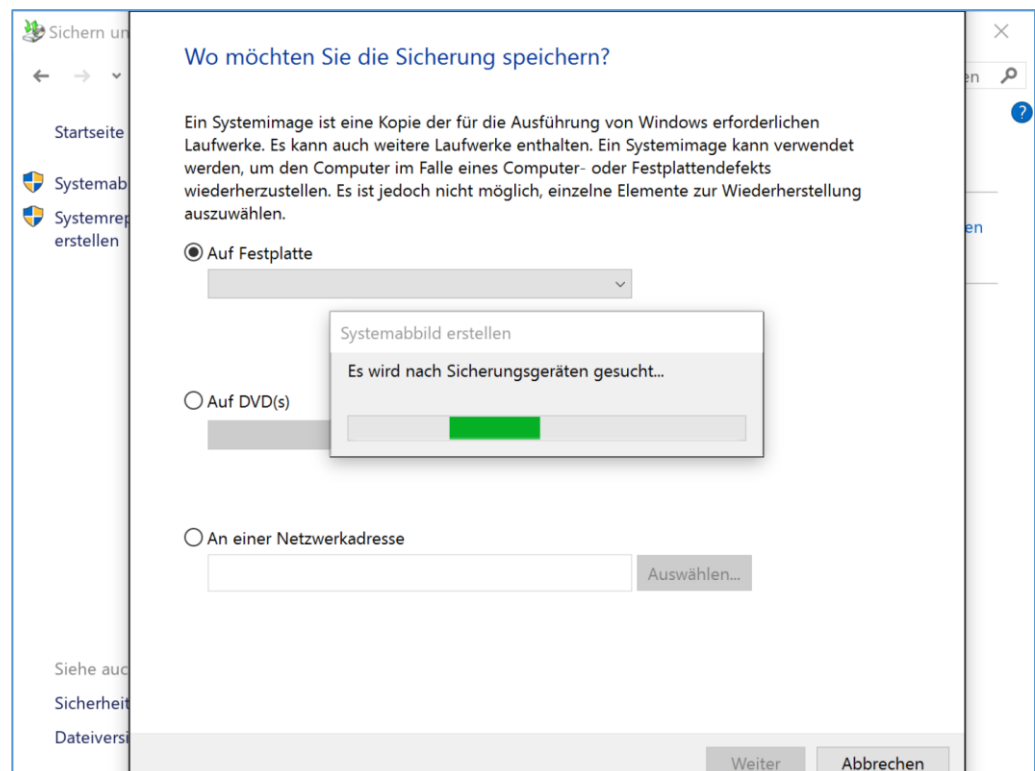 Sichern un
Wo möchten Sie die Sicherung speichern?
en
Startseite
Ein Systemimage ist eine Kopie der für die Ausführung von Windows erforderlichen
Laufwerke. Es kann auch weitere Laufwerke enthalten. Ein Systemimage kann verwendet
werden, um den Computer im Falle eines Computer- oder Festplattendefekts
wiederherzustellen. Es ist jedoch nicht möglich, einzelne Elemente zur Wiederherstellung
auszuwählen.
Systemab
Systemrep
erstellen
en
Auf Festplatte
Systemabbild erstellen
Es wird nach Sicherungsgeräten gesucht...
Auf DVD(s)
An einer Netzwerkadresse
Auswählen...
Siehe auc
Sicherheit
Dateiversi
Weiter
Abbrechen